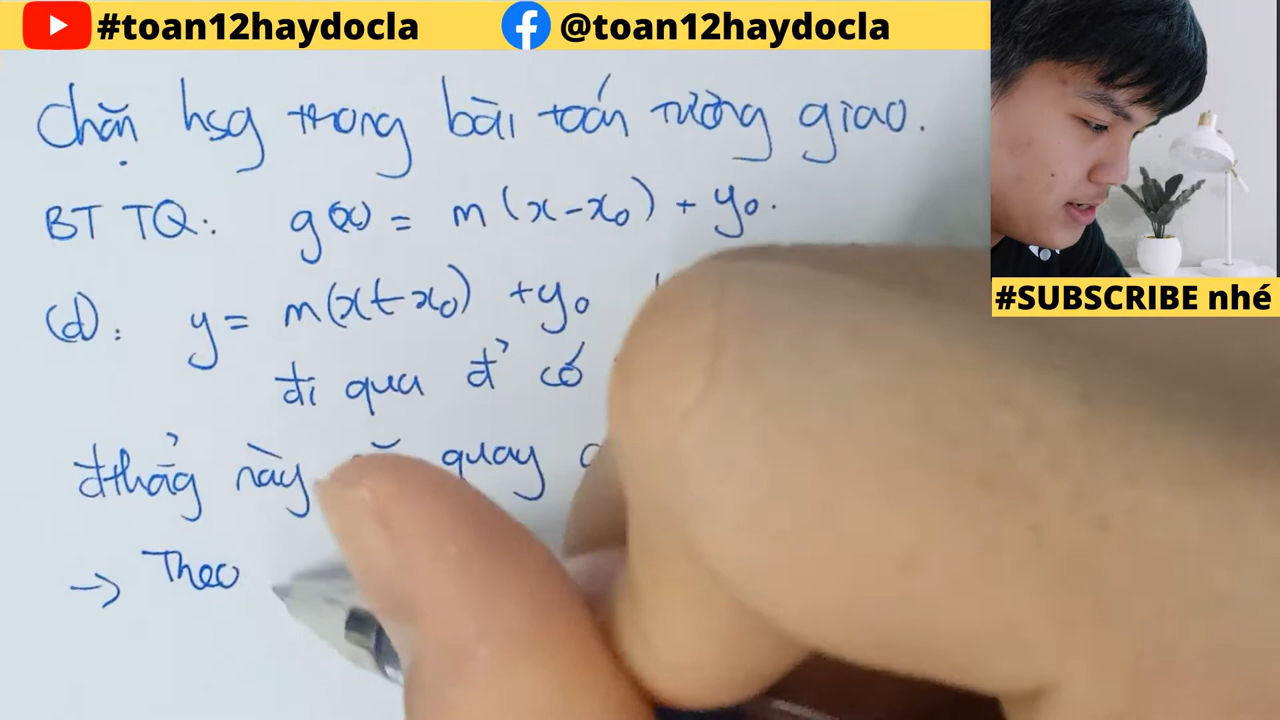 #toan12haydocla
@toan12haydocla
#SUBSCRIBE nhé
Chặn hsg trong bài toán tương giao.
BT TQ: g(x) = m(x-x₀) + y₀.
(d): y = m(x-x₀) + y₀
đi qua đ' có
đthẳg này quay
→ Theo